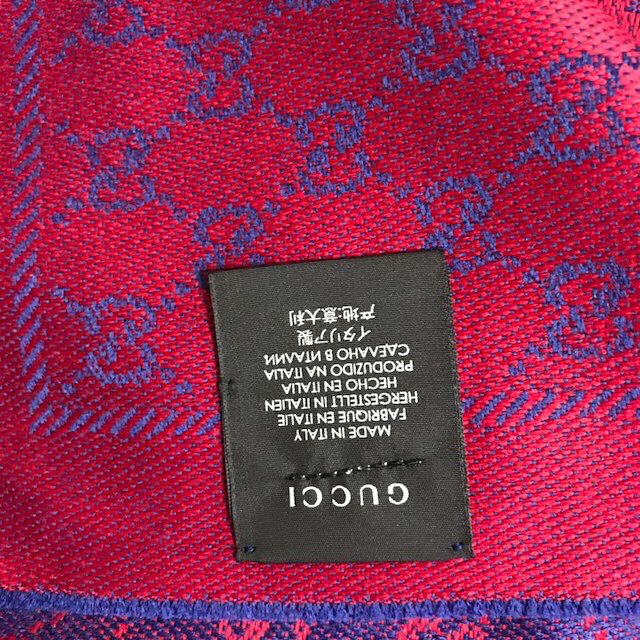 GUCCI
MADE IN ITALY
FABRIQUE EN ITALIE
HERGESTELLT IN ITALIEN
HECHO EN ITALIA
PRODUZIDO NA ITALIA
СДЕЛАНО В ИТАЛИИ
イタリア製
产地:意大利